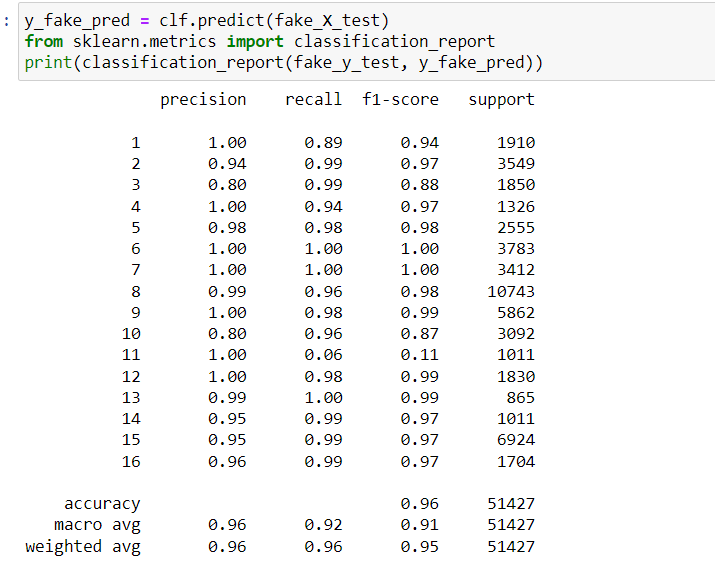 :
y_fake_pred = clf.predict(fake_X_test)
from sklearn.metrics import classification_report
print(classification_report(fake_y_test, y_fake_pred))
precision recall f1-score support
1 1.00 0.89 0.94 1910
2 0.94 0.99 0.97 3549
3 0.80 0.99 0.88 1850
4 1.00 0.94 0.97 1326
5 0.98 0.98 0.98 2555
6 1.00 1.00 1.00 3783
7 1.00 1.00 1.00 3412
8 0.99 0.96 0.98 10743
9 1.00 0.98 0.99 5862
10 0.80 0.96 0.87 3092
11 1.00 0.06 0.11 1011
12 1.00 0.98 0.99 1830
13 0.99 1.00 0.99 865
14 0.95 0.99 0.97 1011
15 0.95 0.99 0.97 6924
16 0.96 0.99 0.97 1704
accuracy 0.96 51427
macro avg 0.96 0.92 0.91 51427
weighted avg 0.96 0.96 0.95 51427